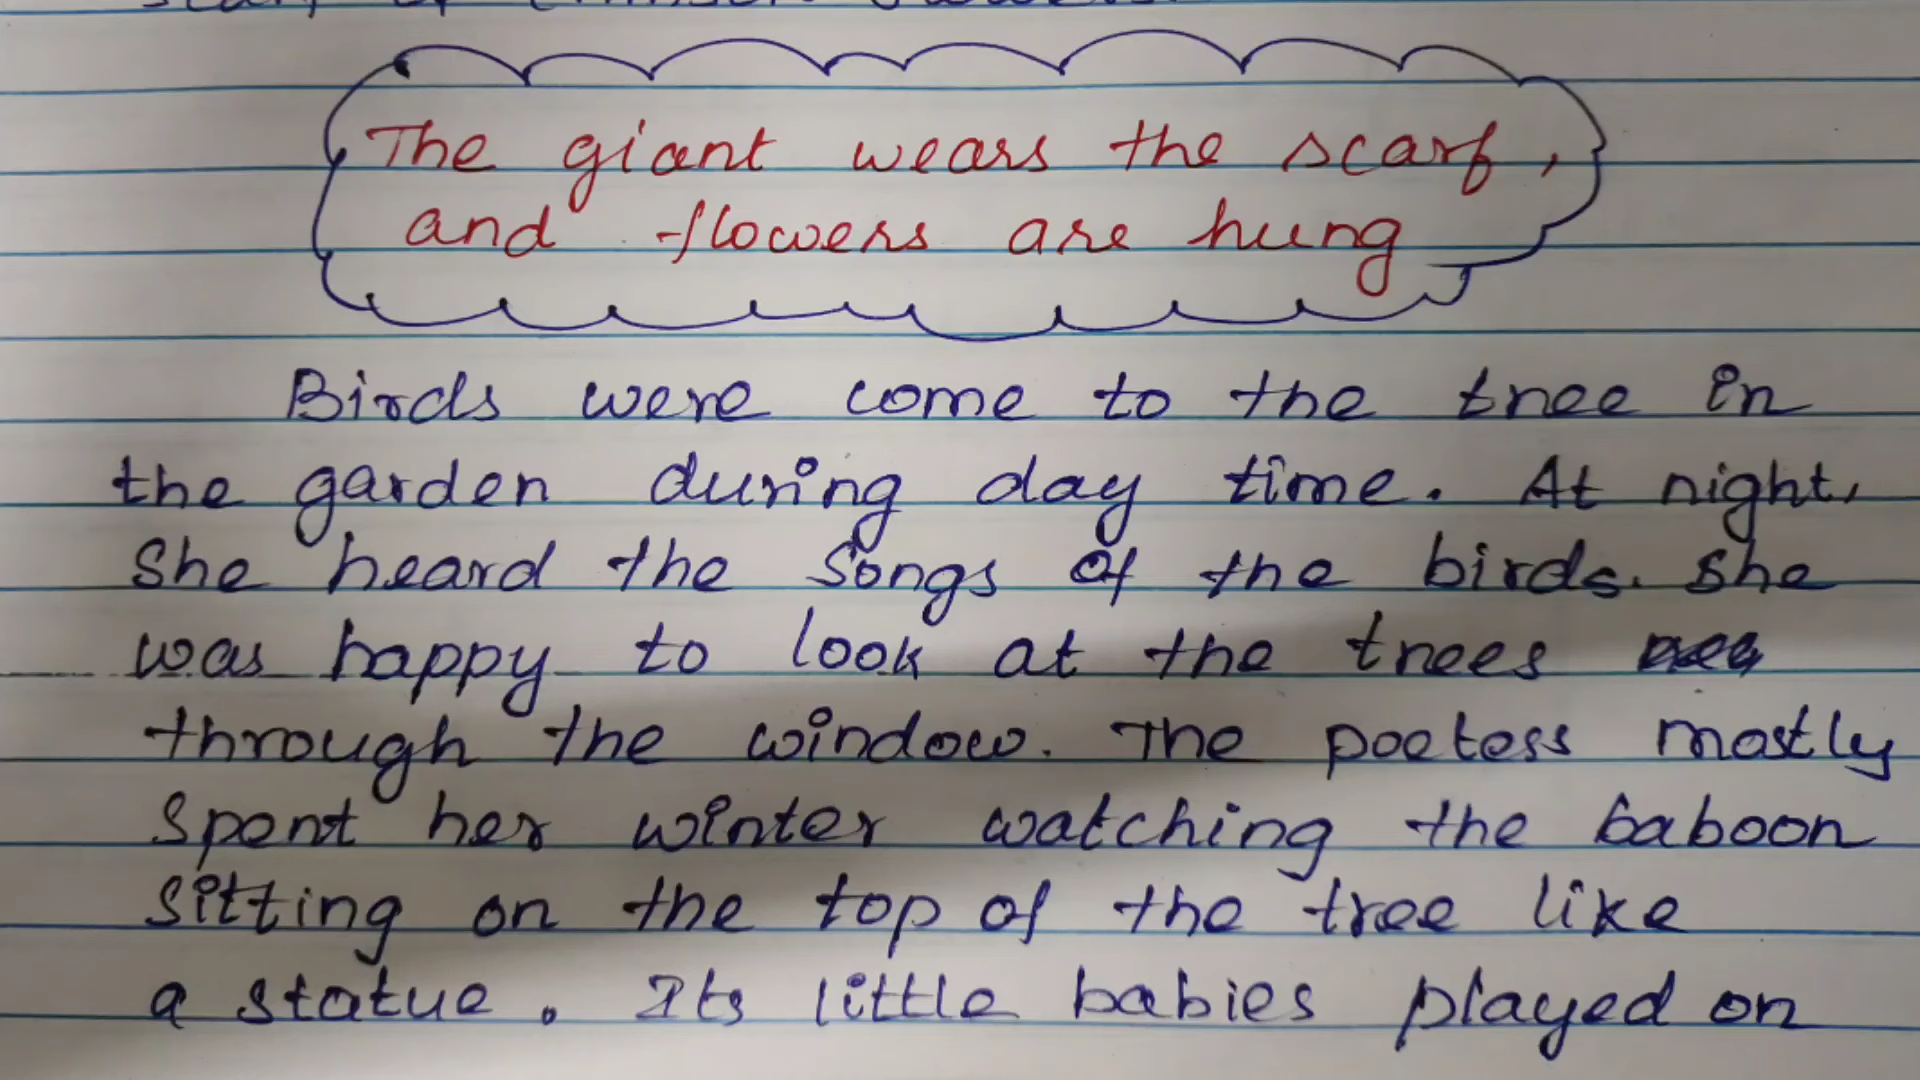 The giant wears the scarf,
and flowers are hung
Birds were come to the tree in
the garden during day time. At night,
She heard the Songs of the birds. She
was happy to look at the trees
through the window. The poetess mostly
Spent her winter watching the baboon
Sitting on the top of the tree like
a statue. Its little babies played on